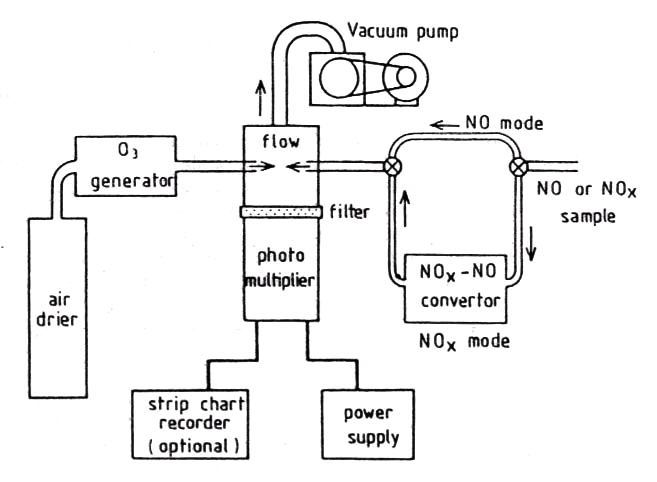 Vacuum pump
flow
NO mode
O3
generator
NO or NOx
sample
filter
photo
multiplier
NOx-NO
convertor
NOx mode
air
drier
strip chart
recorder
(optional)
power
supply